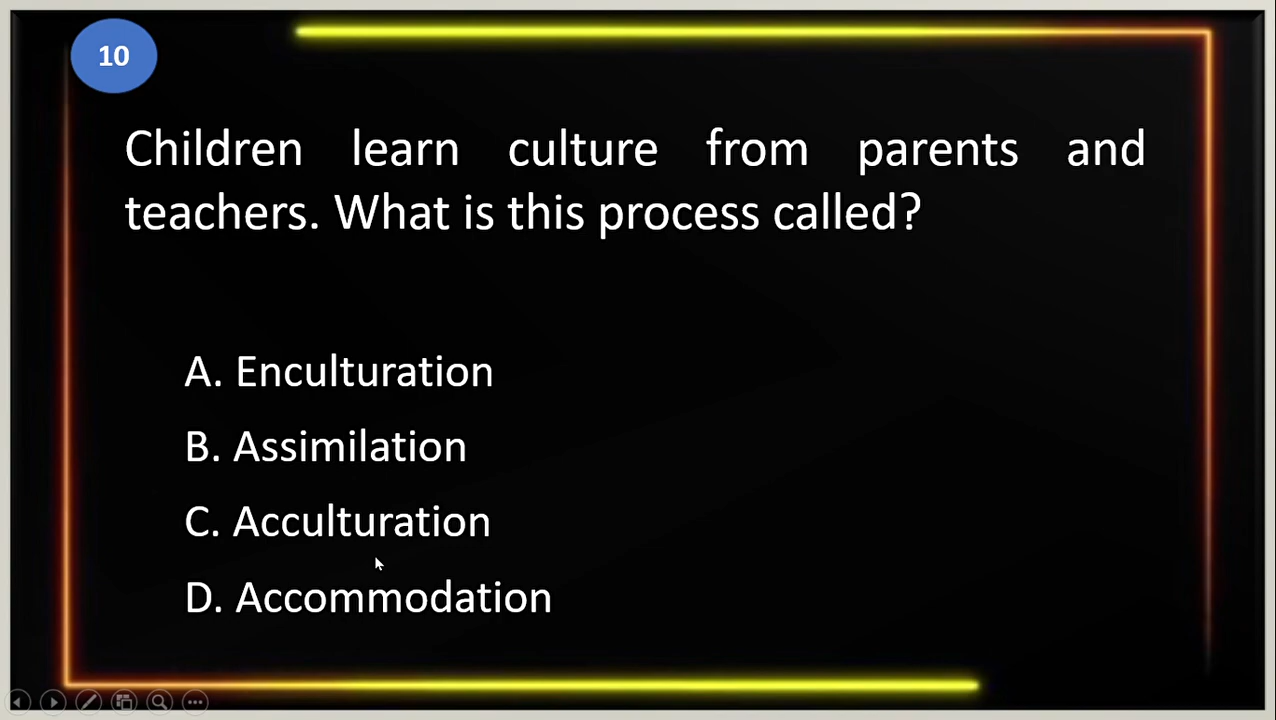 10
Children learn culture from parents and
teachers. What is this process called?
A. Enculturation
B. Assimilation
C. Acculturation
D. Accommodation